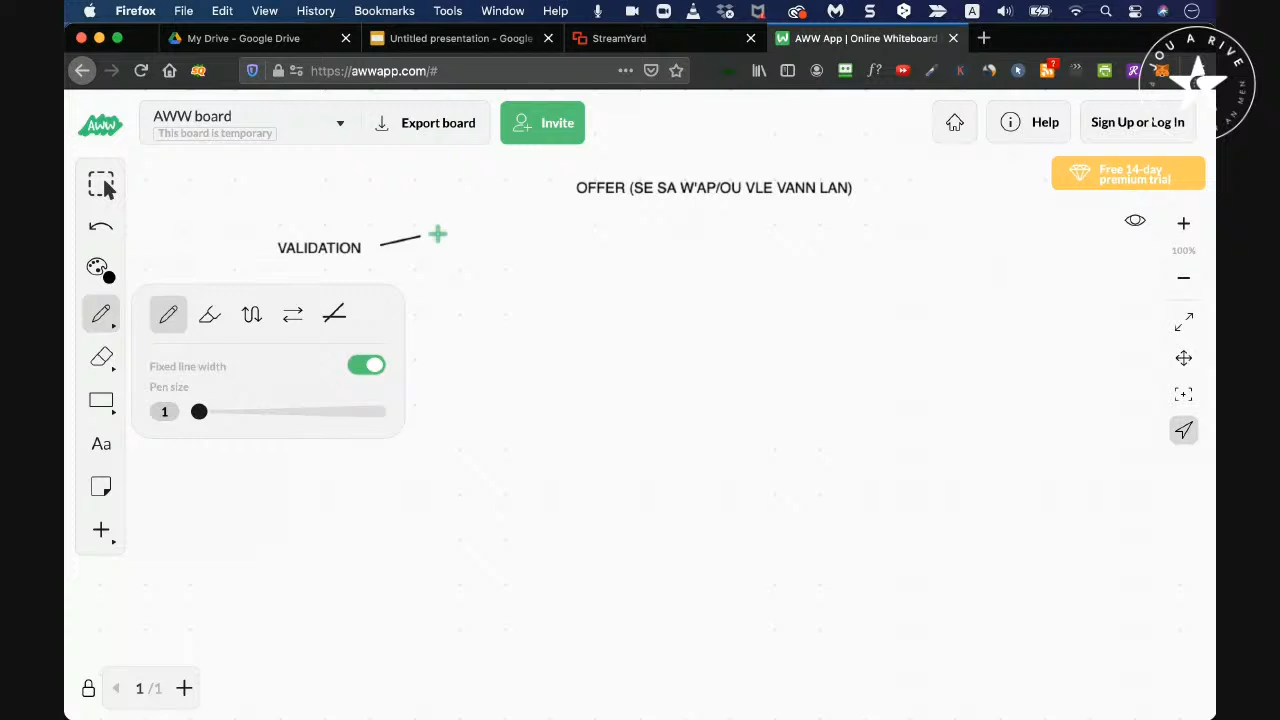 Firefox File Edit View History Bookmarks Tools Window Help
My Drive - Google Drive
Untitled presentation - Google
StreamYard
AWW App | Online Whiteboard
https://awwapp.com/#
AWW
AWW board
This board is temporary
Export board
Invite
Help
Sign Up or Log In
Free 14-day
premium trial
OFFER (SE SA W'AP/OU VLE VANN LAN)
VALIDATION
100%
Fixed line width
Pen size
1
Aa
1 /1